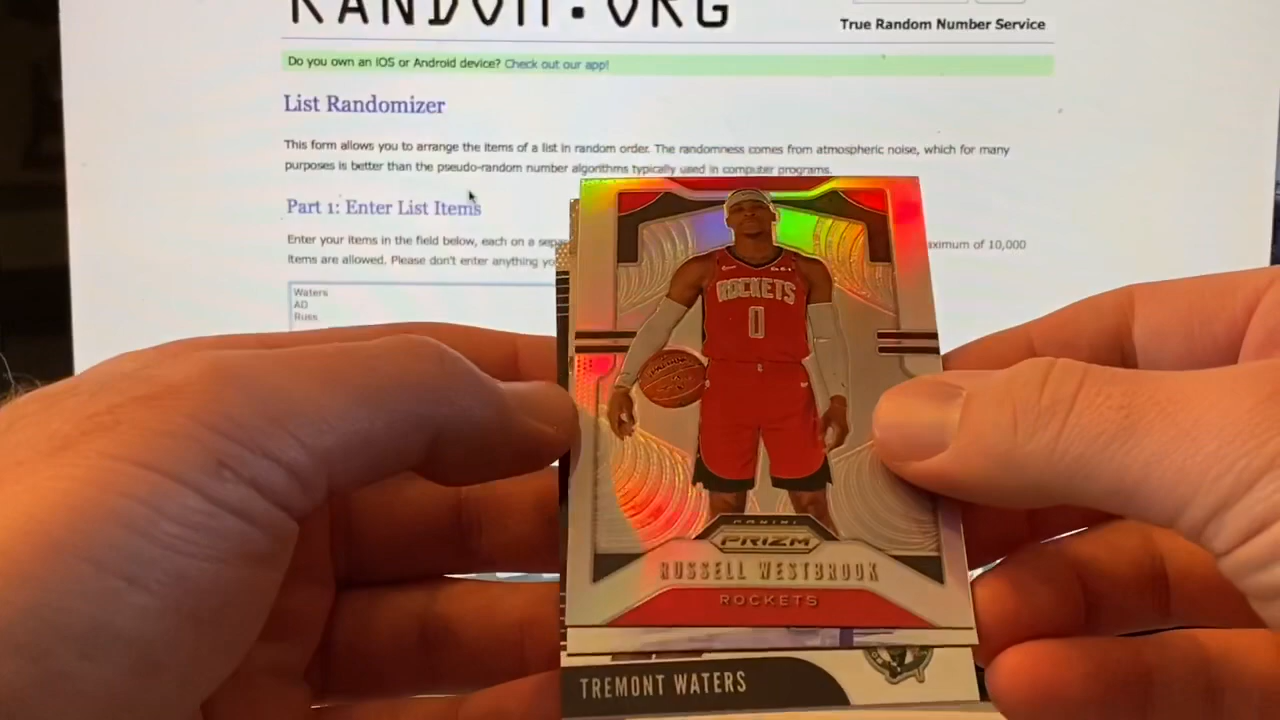 RANDOM.ORG
True Random Number Service
Do you own an iOS or Android device? Check out our app!
List Randomizer
This form allows you to arrange the items of a list in random order. The randomness comes from atmospheric noise, which for many
purposes is better than the pseudo-random number algorithms typically used in computer programs.
Part 1: Enter List Items
Enter your items in the field below, each on a sepa
aximum of 10,000
items are allowed. Please don't enter anything yo
Waters
AD
Russ
ROCKETS
0
SPALDING
PANINI
PRIZM
RUSSELL WESTBROOK
ROCKETS
TREMONT WATERS